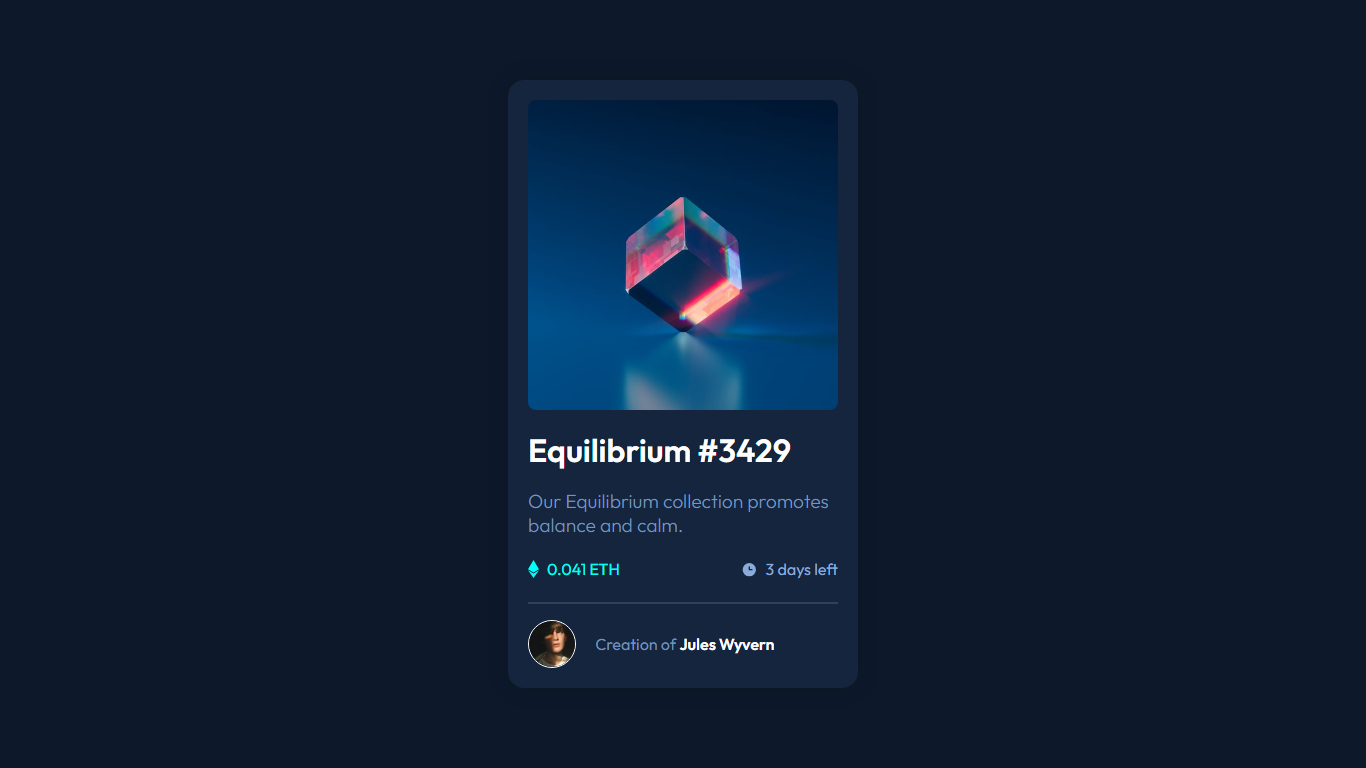 Equilibrium #3429
Our Equilibrium collection promotes
balance and calm.
0.041 ETH
3 days left
Creation of Jules Wyvern